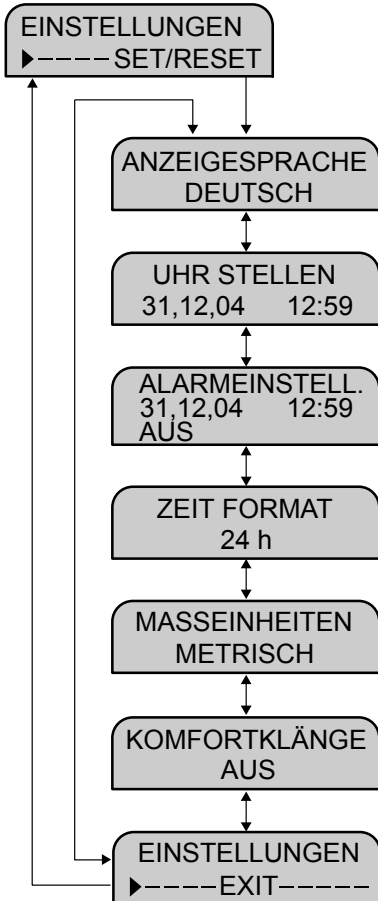 EINSTELLUNGEN
▶---- SET/RESET
ANZEIGESPRACHE
DEUTSCH
UHR STELLEN
31,12,04 12:59
ALARMEINSTELL.
31,12,04 12:59
AUS
ZEIT FORMAT
24 h
MASSEINHEITEN
METRISCH
KOMFORTKLÄNGE
AUS
EINSTELLUNGEN
▶-----EXIT-----